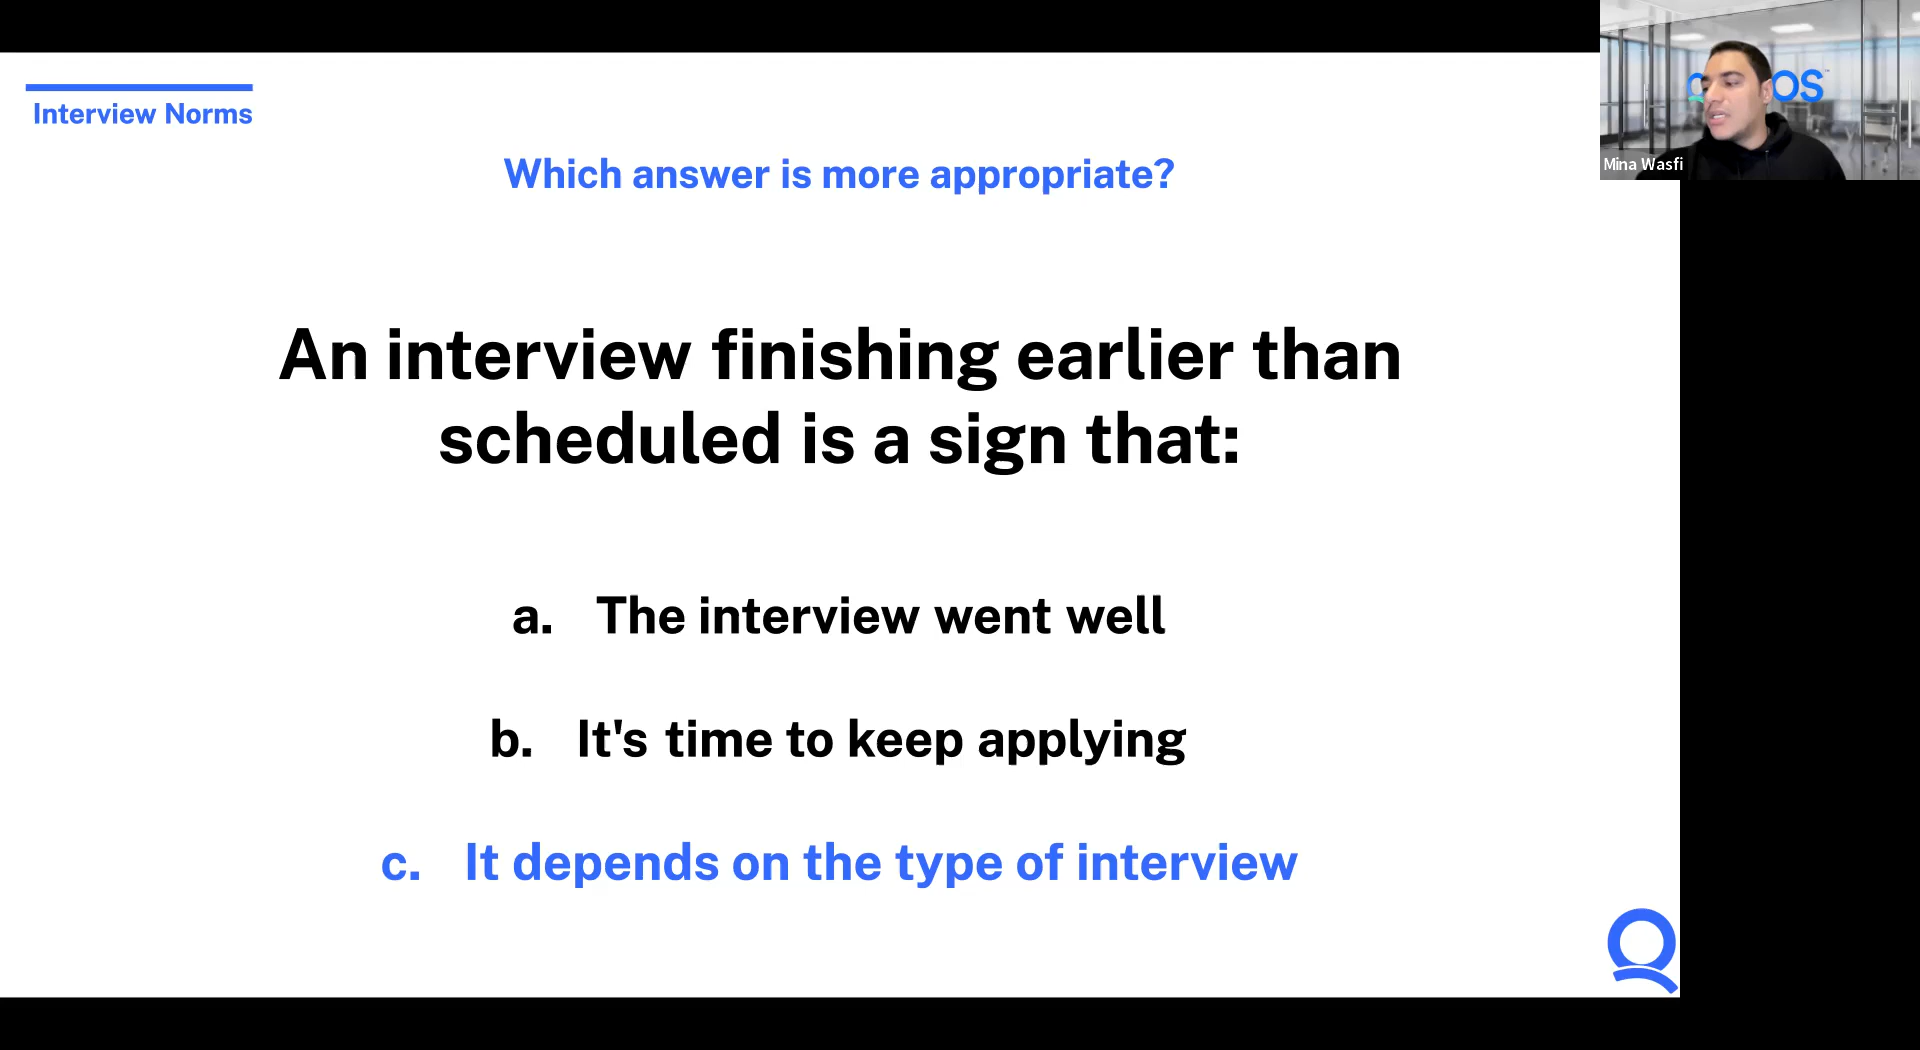 Interview Norms
Which answer is more appropriate?
An interview finishing earlier than
scheduled is a sign that:
a. The interview went well
b. It's time to keep applying
c. It depends on the type of interview
Mina Wasfi